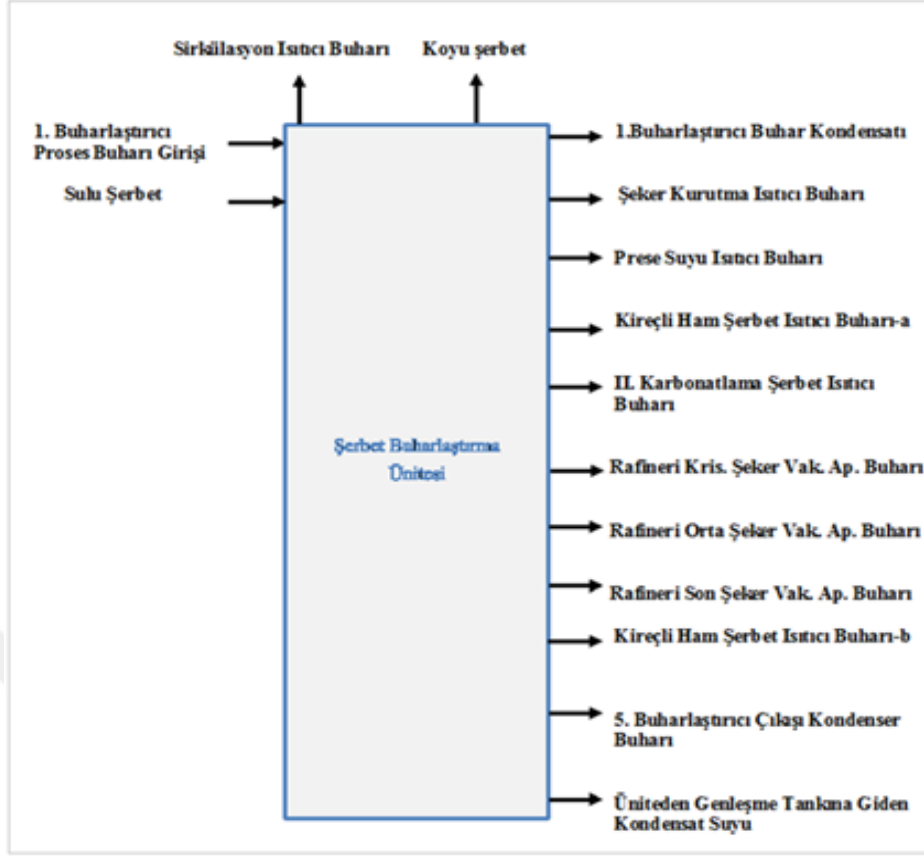 Sirkülasyon Isıtıcı Buharı
Koyu şerbet
1. Buharlaştırıcı
Proses Buharı Girişi
Sulu Şerbet
1.Buharlaştırıcı Buhar Kondensatı
Şeker Kurutma Isıtıcı Buharı
Prese Suyu Isıtıcı Buharı
Kireçli Ham Şerbet Isıtıcı Buharı-a
II. Karbonatlama Şerbet Isıtıcı
Buharı
Şerbet Buharlaştırma
Ünitesi
Rafineri Kris. Şeker Vak. Ap. Buharı
Rafineri Orta Şeker Vak. Ap. Buharı
Rafineri Son Şeker Vak. Ap. Buharı
Kireçli Ham Şerbet Isıtıcı Buharı-b
5. Buharlaştırıcı Çıkışı Kondenser
Buharı
Üniteden Genleşme Tankına Giden
Kondensat Suyu